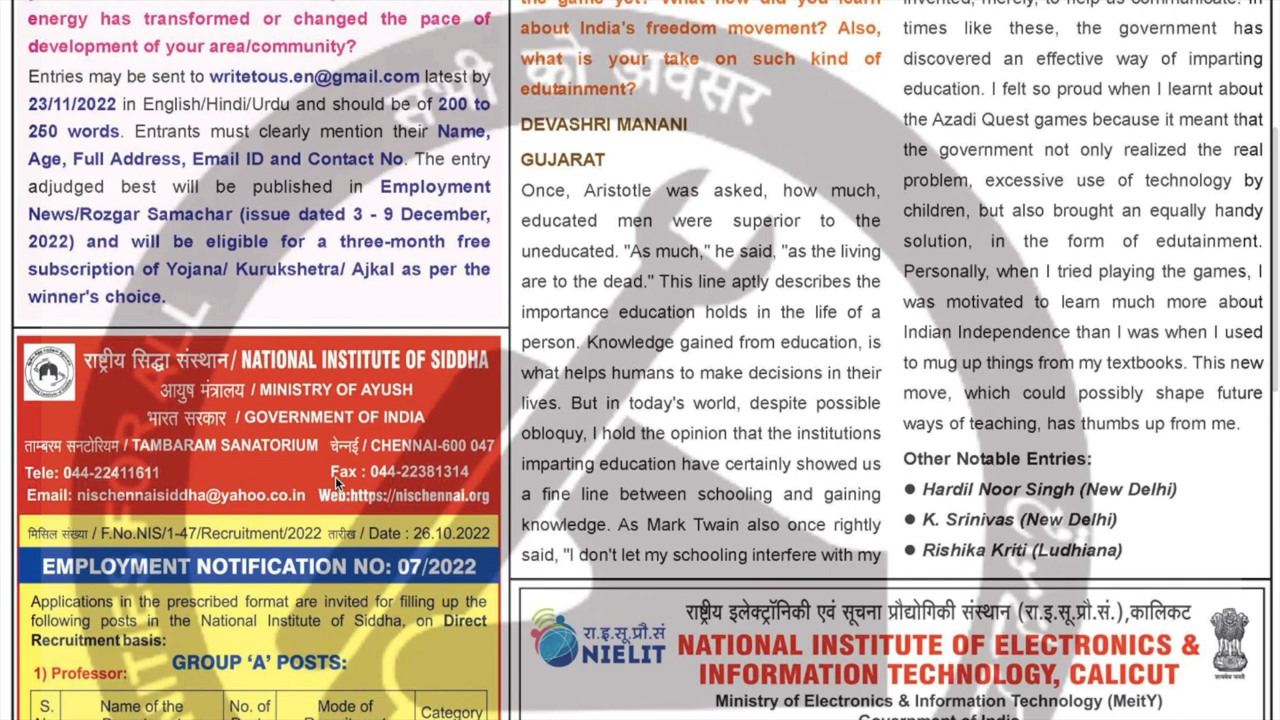 energy has transformed or changed the pace of
development of your area/community?
Entries may be sent to writetous.en@gmail.com latest by
23/11/2022 in English/Hindi/Urdu and should be of 200 to
250 words. Entrants must clearly mention their Name,
Age, Full Address, Email ID and Contact No. The entry
adjudged best will be published in Employment
News/Rozgar Samachar (issue dated 3 - 9 December,
2022) and will be eligible for a three-month free
subscription of Yojana/ Kurukshetra/ Ajkal as per the
winner's choice.
राष्ट्रीय सिद्धा संस्थान/ NATIONAL INSTITUTE OF SIDDHA
आयुष मंत्रालय / MINISTRY OF AYUSH
भारत सरकार / GOVERNMENT OF INDIA
ताम्बरम सनटोरियम / TAMBARAM SANATORIUM चेन्नई / CHENNAI-600 047
Tele: 044-22411611 Fax : 044-22381314
Email: nischennaisiddha@yahoo.co.in Web:https://nischennai.org
मिसिल संख्या / F.No.NIS/1-47/Recruitment/2022 तारीख / Date : 26.10.2022
EMPLOYMENT NOTIFICATION NO: 07/2022
Applications in the prescribed format are invited for filling up the
following posts in the National Institute of Siddha, on Direct
Recruitment basis:
GROUP ‘A’ POSTS:
1) Professor:
S. Name of the No. of Mode of Category
the game yet? What how did you learn
about India's freedom movement? Also,
what is your take on such kind of
edutainment?
DEVASHRI MANANI
GUJARAT
Once, Aristotle was asked, how much,
educated men were superior to the
uneducated. "As much," he said, "as the living
are to the dead." This line aptly describes the
importance education holds in the life of a
person. Knowledge gained from education, is
what helps humans to make decisions in their
lives. But in today's world, despite possible
obloquy, I hold the opinion that the institutions
imparting education have certainly showed us
a fine line between schooling and gaining
knowledge. As Mark Twain also once rightly
said, "I don't let my schooling interfere with my
invented, merely, to help us communicate. In
times like these, the government has
discovered an effective way of imparting
education. I felt so proud when I learnt about
the Azadi Quest games because it meant that
the government not only realized the real
problem, excessive use of technology by
children, but also brought an equally handy
solution, in the form of edutainment.
Personally, when I tried playing the games, I
was motivated to learn much more about
Indian Independence than I was when I used
to mug up things from my textbooks. This new
move, which could possibly shape future
ways of teaching, has thumbs up from me.
Other Notable Entries:
● Hardil Noor Singh (New Delhi)
● K. Srinivas (New Delhi)
● Rishika Kriti (Ludhiana)
रा.इ.सू.प्रौ.सं
NIELIT
राष्ट्रीय इलेक्ट्रॉनिकी एवं सूचना प्रौद्योगिकी संस्थान (रा.इ.सू.प्रौ.सं.),कालिकट
NATIONAL INSTITUTE OF ELECTRONICS &
INFORMATION TECHNOLOGY, CALICUT
Ministry of Electronics & Information Technology (MeitY)
Government of India
सभी को अवसर
FOR ALL